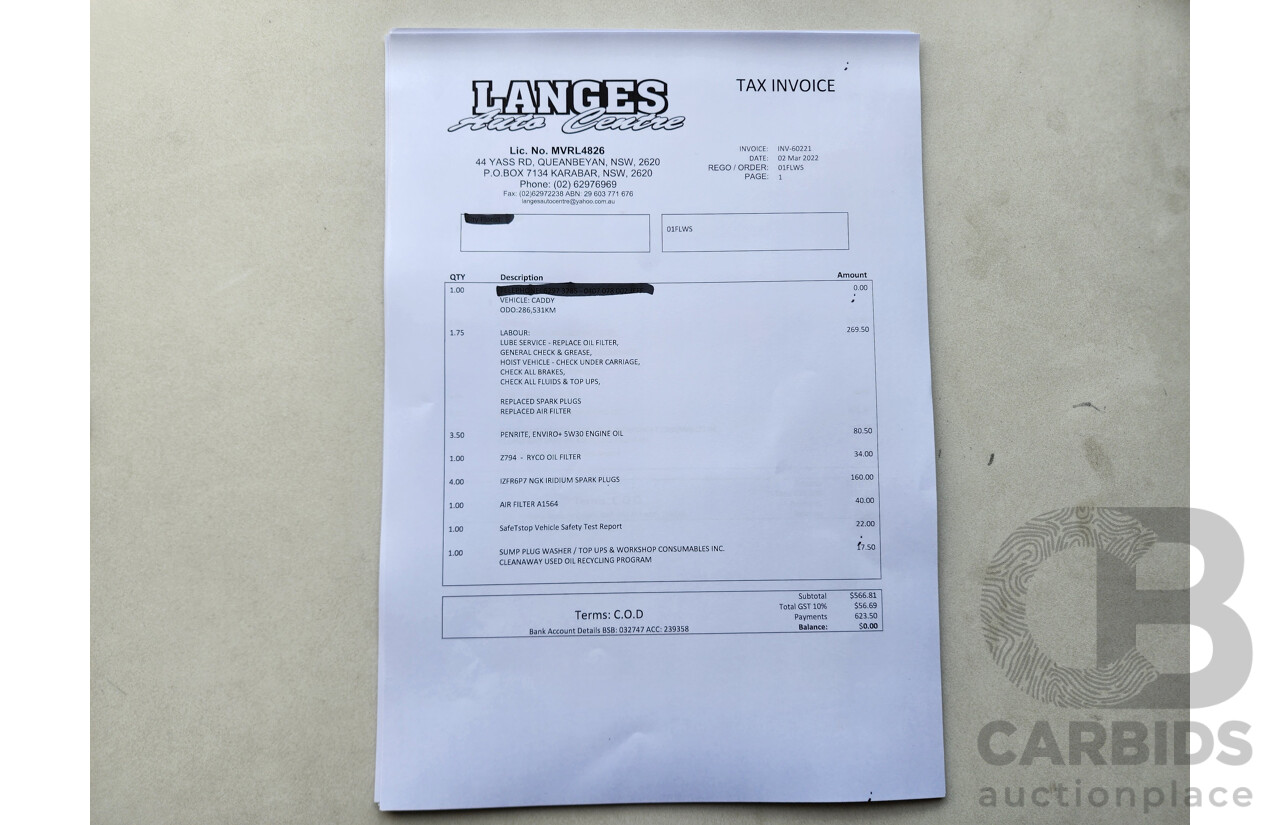 LANGES
Auto Centre
TAX INVOICE
Lic. No. MVRL4826
44 YASS RD, QUEANBEYAN, NSW, 2620
P.O.BOX 7134 KARABAR, NSW, 2620
Phone: (02) 62976969
Fax: (02)62972238 ABN: 29 603 771 676
langesautocentre@yahoo.com.au
INVOICE: INV-60221
DATE: 02 Mar 2022
REGO / ORDER: 01FLWS
PAGE: 1
01FLWS
QTY Description Amount
1.00 0.00
VEHICLE: CADDY
ODO:286,531KM
1.75 LABOUR: 269.50
LUBE SERVICE - REPLACE OIL FILTER,
GENERAL CHECK & GREASE,
HOIST VEHICLE - CHECK UNDER CARRIAGE,
CHECK ALL BRAKES,
CHECK ALL FLUIDS & TOP UPS,
REPLACED SPARK PLUGS
REPLACED AIR FILTER
3.50 PENRITE, ENVIRO+ 5W30 ENGINE OIL 80.50
1.00 Z794 - RYCO OIL FILTER 34.00
4.00 IZFR6P7 NGK IRIDIUM SPARK PLUGS 160.00
1.00 AIR FILTER A1564 40.00
1.00 SafeTstop Vehicle Safety Test Report 22.00
1.00 SUMP PLUG WASHER / TOP UPS & WORKSHOP CONSUMABLES INC. 17.50
CLEANAWAY USED OIL RECYCLING PROGRAM
Terms: C.O.D
Bank Account Details BSB: 032747 ACC: 239358
Subtotal $566.81
Total GST 10% $56.69
Payments 623.50
Balance: $0.00
CB
CARBIDS
auctionplace